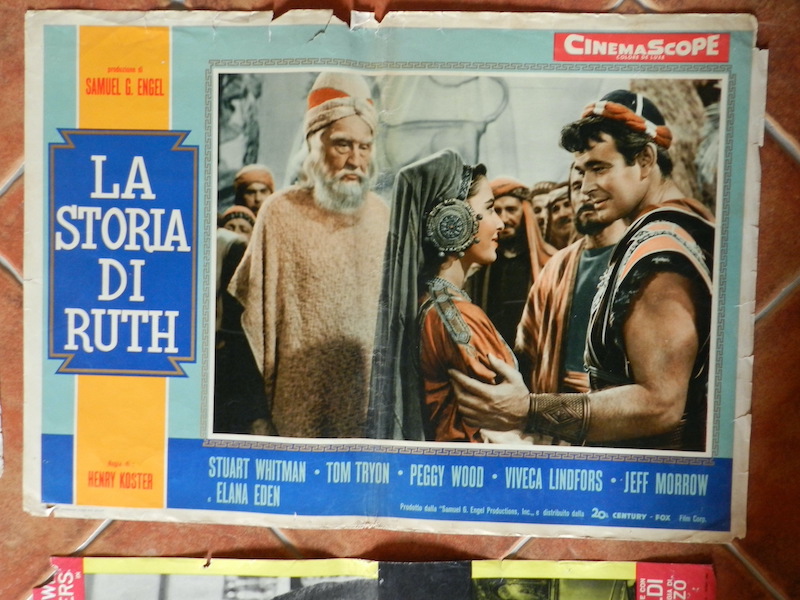 produzione di
SAMUEL G. ENGEL
CINEMASCOPE
COLORE DE LUXE
LA
STORIA
DI
RUTH
Regia di
HENRY KOSTER
STUART WHITMAN • TOM TRYON • PEGGY WOOD • VIVECA LINDFORS • JEFF MORROW
e ELANA EDEN
Prodotto dalla "Samuel G. Engel Productions, Inc., e distribuito dalla 20th CENTURY - FOX Film Corp.